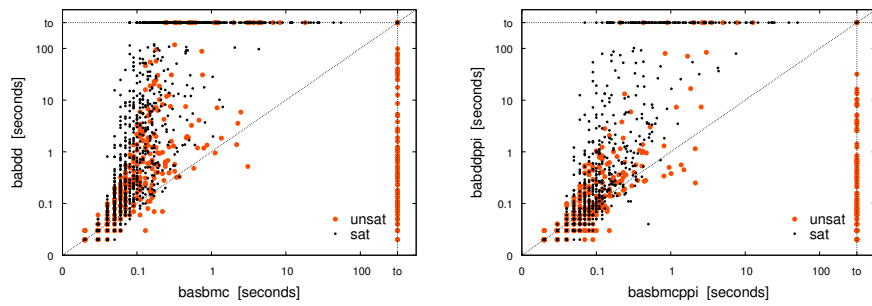 to
100
10
1
0.1
0
babdd [seconds]
unsat
sat
0
0.1
1
10
100
to
basbmc [seconds]
to
100
10
1
0.1
0
babddppi [seconds]
unsat
sat
0
0.1
1
10
100
to
basbmcppi [seconds]